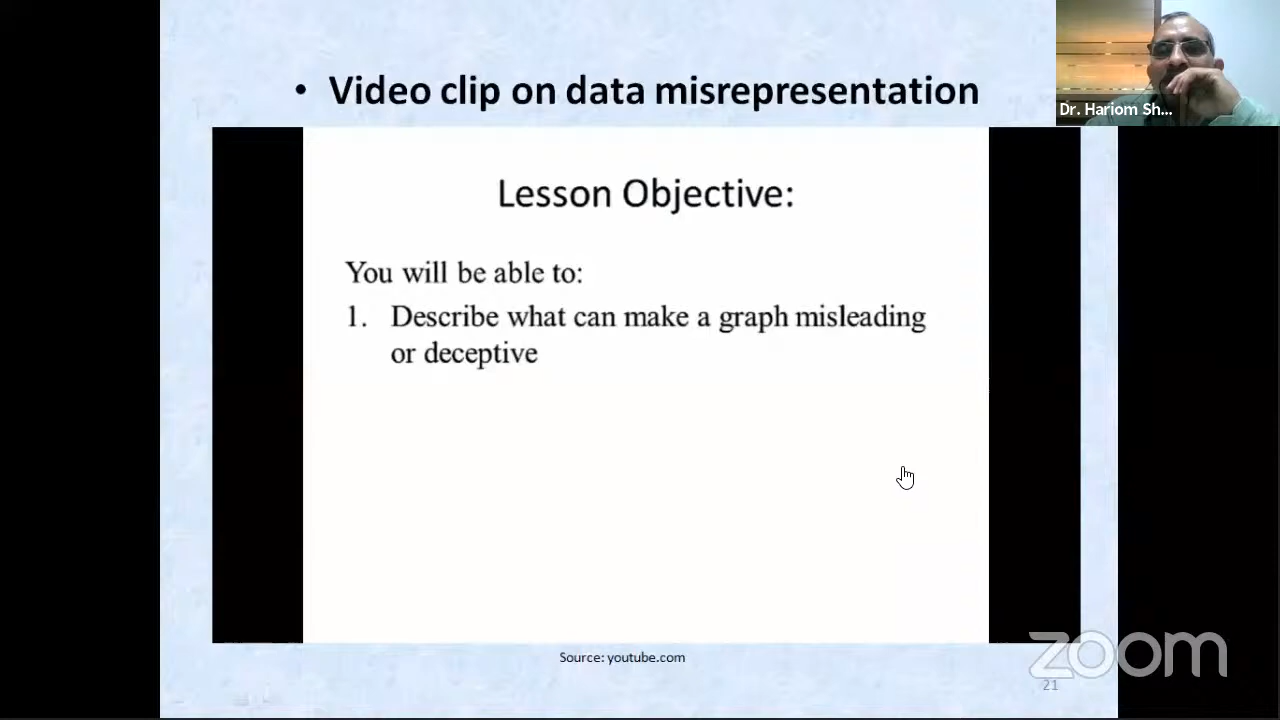 • Video clip on data misrepresentation
Dr. Hariom Sh...
Lesson Objective:
You will be able to:
1. Describe what can make a graph misleading
or deceptive
Source: youtube.com
zoom
21